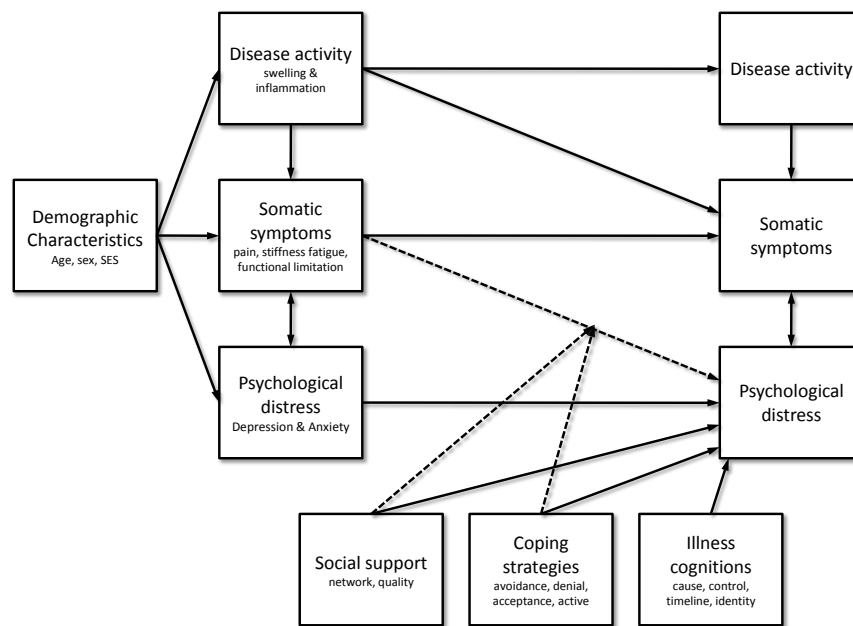 Disease activity
swelling &
inflammation
Disease activity
Demographic
Characteristics
Age, sex, SES
Somatic
symptoms
pain, stiffness fatigue,
functional limitation
Somatic
symptoms
Psychological
distress
Depression & Anxiety
Psychological
distress
Social support
network, quality
Coping
strategies
avoidance, denial,
acceptance, active
Illness
cognitions
cause, control,
timeline, identity